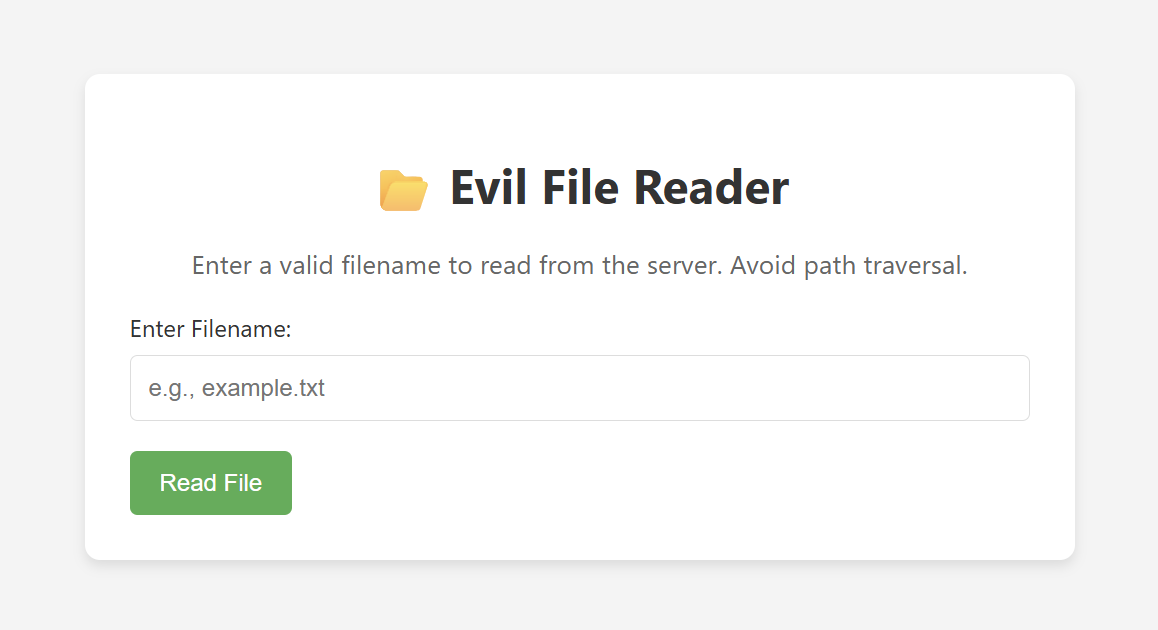 Evil File Reader
Enter a valid filename to read from the server. Avoid path traversal.
Enter Filename:
e.g., example.txt
Read File